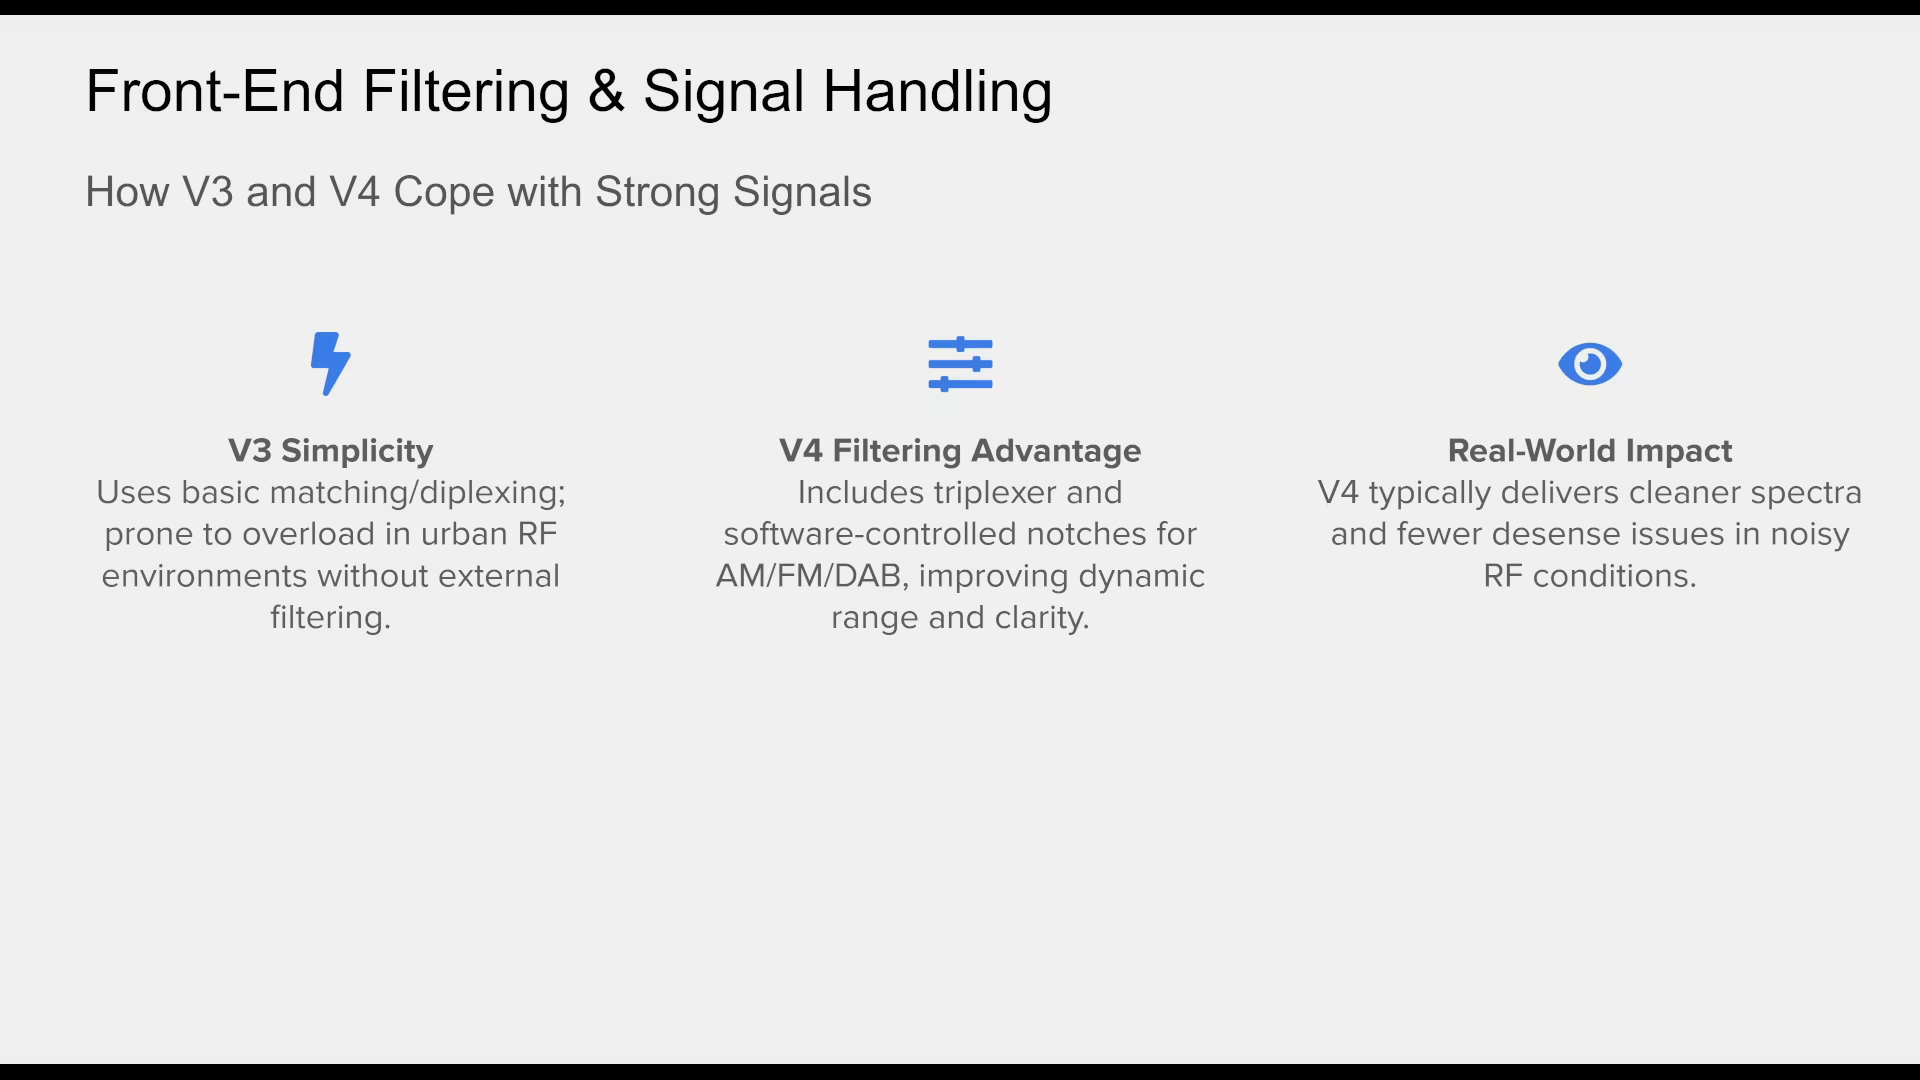 Front-End Filtering & Signal Handling
How V3 and V4 Cope with Strong Signals
V3 Simplicity
Uses basic matching/diplexing;
prone to overload in urban RF
environments without external
filtering.
V4 Filtering Advantage
Includes triplexer and
software-controlled notches for
AM/FM/DAB, improving dynamic
range and clarity.
Real-World Impact
V4 typically delivers cleaner spectra
and fewer desense issues in noisy
RF conditions.